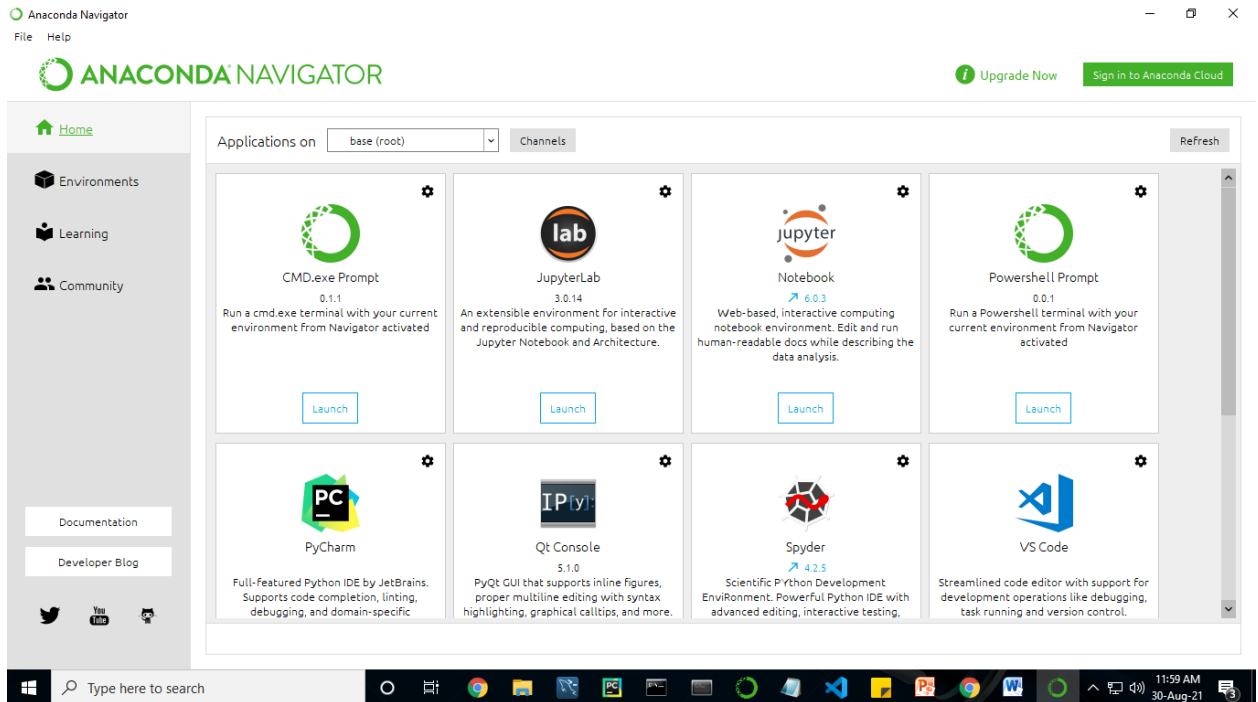 Anaconda Navigator
File Help
ANACONDA NAVIGATOR
Upgrade Now
Sign in to Anaconda Cloud
Home
Environments
Learning
Community
Documentation
Developer Blog
You
Tube
Applications on base (root) Channels Refresh
CMD.exe Prompt
0.1.1
Run a cmd.exe terminal with your current
environment from Navigator activated
Launch
lab
JupyterLab
3.0.14
An extensible environment for interactive
and reproducible computing, based on the
Jupyter Notebook and Architecture.
Launch
jupyter
Notebook
6.0.3
Web-based, interactive computing
notebook environment. Edit and run
human-readable docs while describing the
data analysis.
Launch
Powershell Prompt
0.0.1
Run a Powershell terminal with your
current environment from Navigator
activated
Launch
PC
PyCharm
Full-featured Python IDE by JetBrains.
Supports code completion, linting,
debugging, and domain-specific
IP[y]:
Qt Console
5.1.0
PyQt GUI that supports inline figures,
proper multiline editing with syntax
highlighting, graphical calltips, and more.
Spyder
4.2.5
Scientific PYthon Development
EnviRonment. Powerful Python IDE with
advanced editing, interactive testing,
VS Code
Streamlined code editor with support for
development operations like debugging,
task running and version control.
Type here to search
PC
11:59 AM
30-Aug-21
3